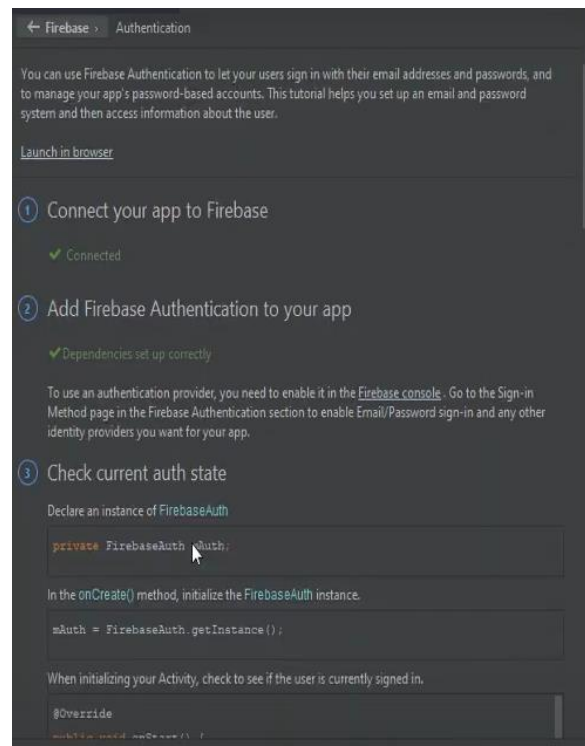 ← Firebase › Authentication
You can use Firebase Authentication to let your users sign in with their email addresses and passwords, and
to manage your app's password-based accounts. This tutorial helps you set up an email and password
system and then access information about the user.
Launch in browser
1 Connect your app to Firebase
✔ Connected
2 Add Firebase Authentication to your app
✔ Dependencies set up correctly
To use an authentication provider, you need to enable it in the Firebase console . Go to the Sign-in
Method page in the Firebase Authentication section to enable Email/Password sign-in and any other
identity providers you want for your app.
3 Check current auth state
Declare an instance of FirebaseAuth
private FirebaseAuth mAuth;
In the onCreate() method, initialize the FirebaseAuth instance.
mAuth = FirebaseAuth.getInstance();
When initializing your Activity, check to see if the user is currently signed in.
@Override
public void onStart() {